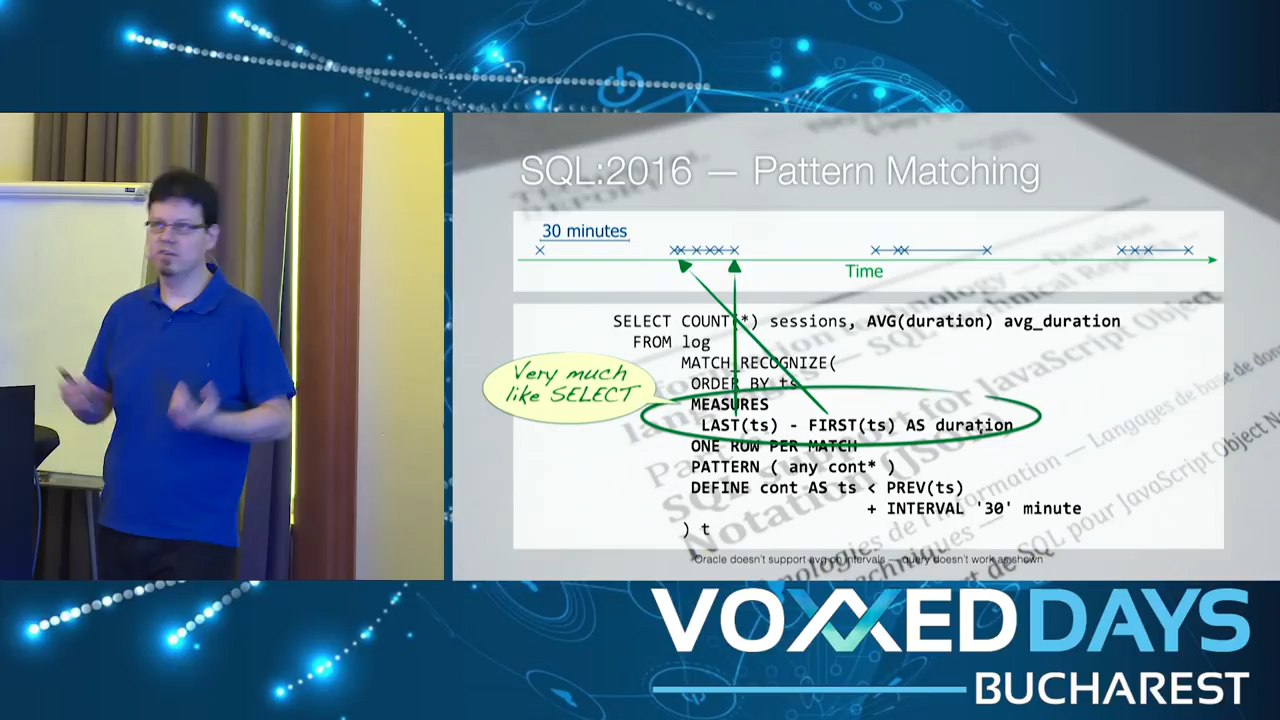 SQL:2016 — Pattern Matching
30 minutes
Time
SELECT COUNT(*) sessions, AVG(duration) avg_duration
FROM log
MATCH_RECOGNIZE(
ORDER BY ts
MEASURES
LAST(ts) - FIRST(ts) AS duration
ONE ROW PER MATCH
PATTERN ( any cont* )
DEFINE cont AS ts < PREV(ts)
+ INTERVAL '30' minute
) t
Very much
like SELECT
Oracle doesn't support avg on intervals — query doesn't work as shown
VOXXED DAYS
BUCHAREST